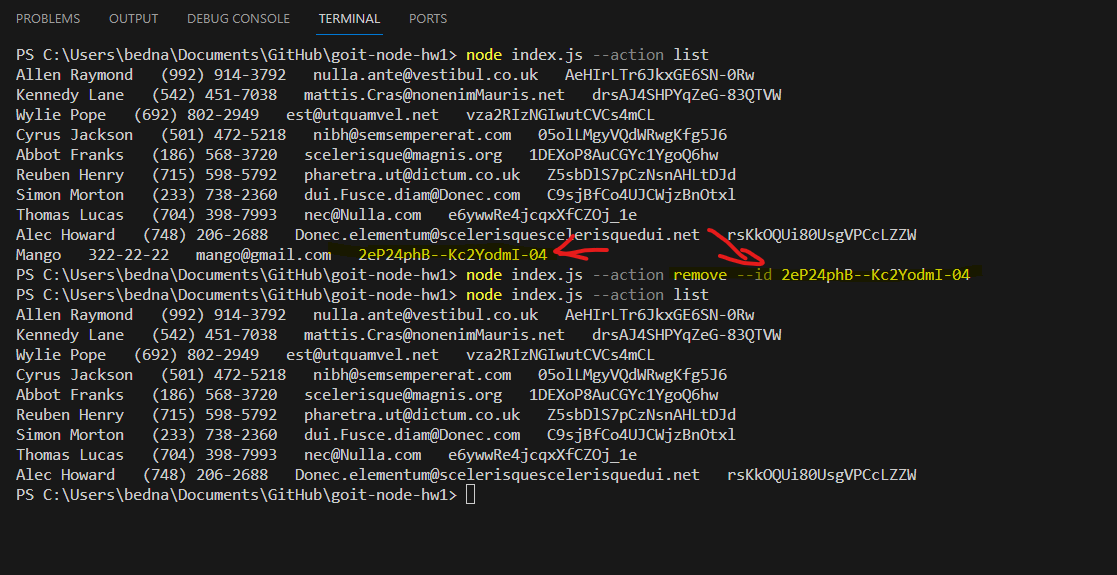 PROBLEMS OUTPUT DEBUG CONSOLE TERMINAL PORTS
PS C:\Users\bedna\Documents\GitHub\goit-node-hw1> node index.js --action list
Allen Raymond (992) 914-3792 nulla.ante@vestibul.co.uk AeHIrLTr6JkxGE6SN-0Rw
Kennedy Lane (542) 451-7038 mattis.Cras@nonenimMauris.net drsAJ4SHPYqZeG-83QTVW
Wylie Pope (692) 802-2949 est@utquamvel.net vza2RIzNGIwutCVCs4mCL
Cyrus Jackson (501) 472-5218 nibh@semsempererat.com 05olLMgyVQdWRwgKfg5J6
Abbot Franks (186) 568-3720 scelerisque@magnis.org 1DEXoP8AuCGYc1YgoQ6hw
Reuben Henry (715) 598-5792 pharetra.ut@dictum.co.uk Z5sbDlS7pCzNsnAHLtDJd
Simon Morton (233) 738-2360 dui.Fusce.diam@Donec.com C9sjBfCo4UJCWjzBnOtxl
Thomas Lucas (704) 398-7993 nec@Nulla.com e6ywwRe4jcqxXfCZOj_1e
Alec Howard (748) 206-2688 Donec.elementum@scelerisquescelerisquedui.net rsKkOQUi80UsgVPCcLZZW
Mango 322-22-22 mango@gmail.com 2eP24phB--Kc2YodmI-04
PS C:\Users\bedna\Documents\GitHub\goit-node-hw1> node index.js --action remove --id 2eP24phB--Kc2YodmI-04
PS C:\Users\bedna\Documents\GitHub\goit-node-hw1> node index.js --action list
Allen Raymond (992) 914-3792 nulla.ante@vestibul.co.uk AeHIrLTr6JkxGE6SN-0Rw
Kennedy Lane (542) 451-7038 mattis.Cras@nonenimMauris.net drsAJ4SHPYqZeG-83QTVW
Wylie Pope (692) 802-2949 est@utquamvel.net vza2RIzNGIwutCVCs4mCL
Cyrus Jackson (501) 472-5218 nibh@semsempererat.com 05olLMgyVQdWRwgKfg5J6
Abbot Franks (186) 568-3720 scelerisque@magnis.org 1DEXoP8AuCGYc1YgoQ6hw
Reuben Henry (715) 598-5792 pharetra.ut@dictum.co.uk Z5sbDlS7pCzNsnAHLtDJd
Simon Morton (233) 738-2360 dui.Fusce.diam@Donec.com C9sjBfCo4UJCWjzBnOtxl
Thomas Lucas (704) 398-7993 nec@Nulla.com e6ywwRe4jcqxXfCZOj_1e
Alec Howard (748) 206-2688 Donec.elementum@scelerisquescelerisquedui.net rsKkOQUi80UsgVPCcLZZW
PS C:\Users\bedna\Documents\GitHub\goit-node-hw1>